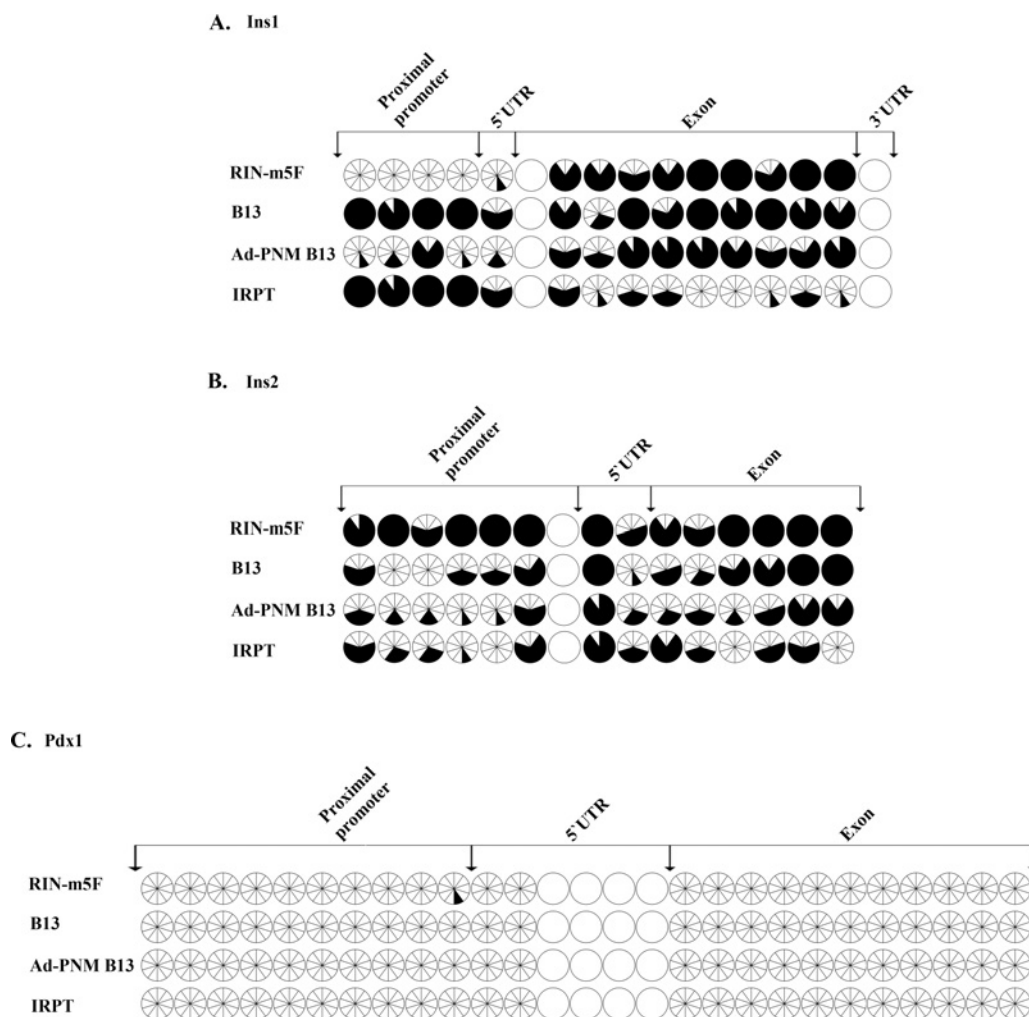 A. Ins1
Proximal
promoter
5`UTR
Exon
3`UTR
RIN-m5F
B13
Ad-PNM B13
IRPT
B. Ins2
Proximal
promoter
5`UTR
Exon
RIN-m5F
B13
Ad-PNM B13
IRPT
C. Pdx1
Proximal
promoter
5`UTR
Exon
RIN-m5F
B13
Ad-PNM B13
IRPT